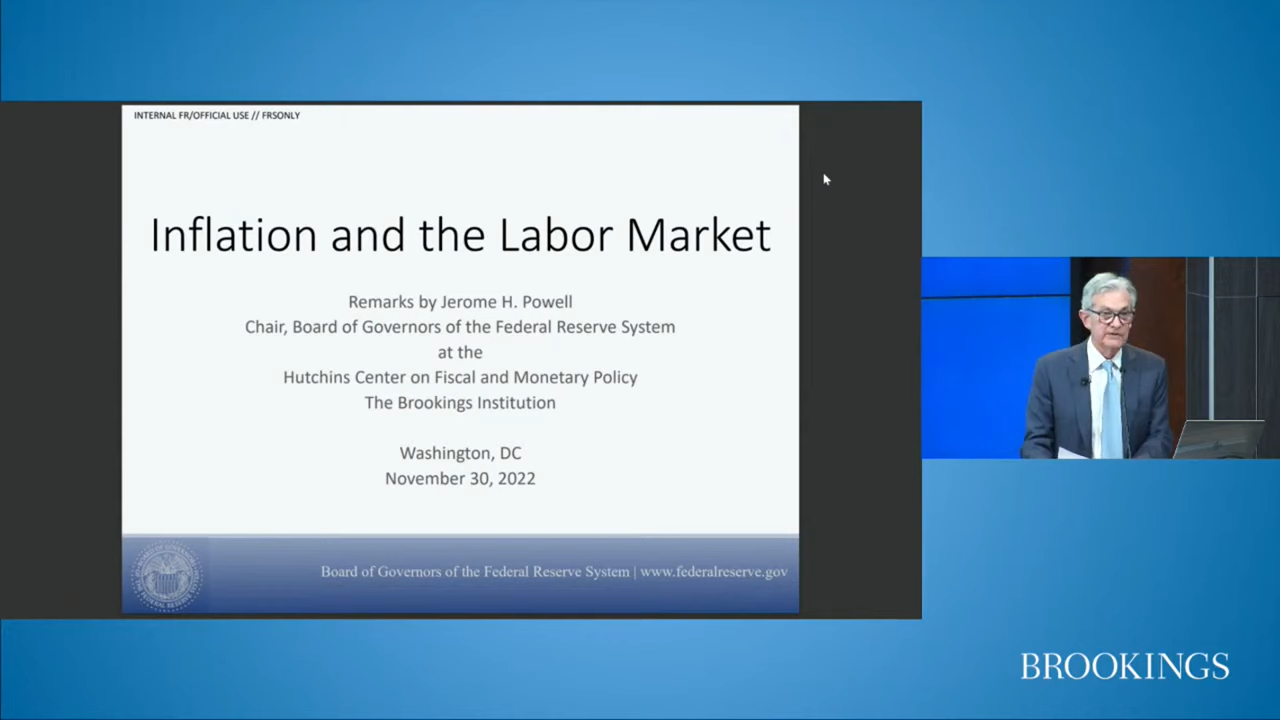 INTERNAL FR/OFFICIAL USE // FRSONLY
Inflation and the Labor Market
Remarks by Jerome H. Powell
Chair, Board of Governors of the Federal Reserve System
at the
Hutchins Center on Fiscal and Monetary Policy
The Brookings Institution
Washington, DC
November 30, 2022
Board of Governors of the Federal Reserve System | www.federalreserve.gov
BROOKINGS